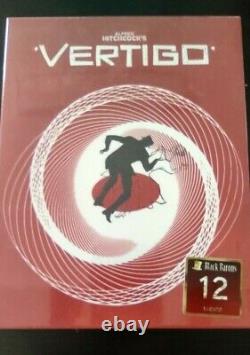 ALFRED
HITCHCOCK'S
VERTIGO
Black Barons
12